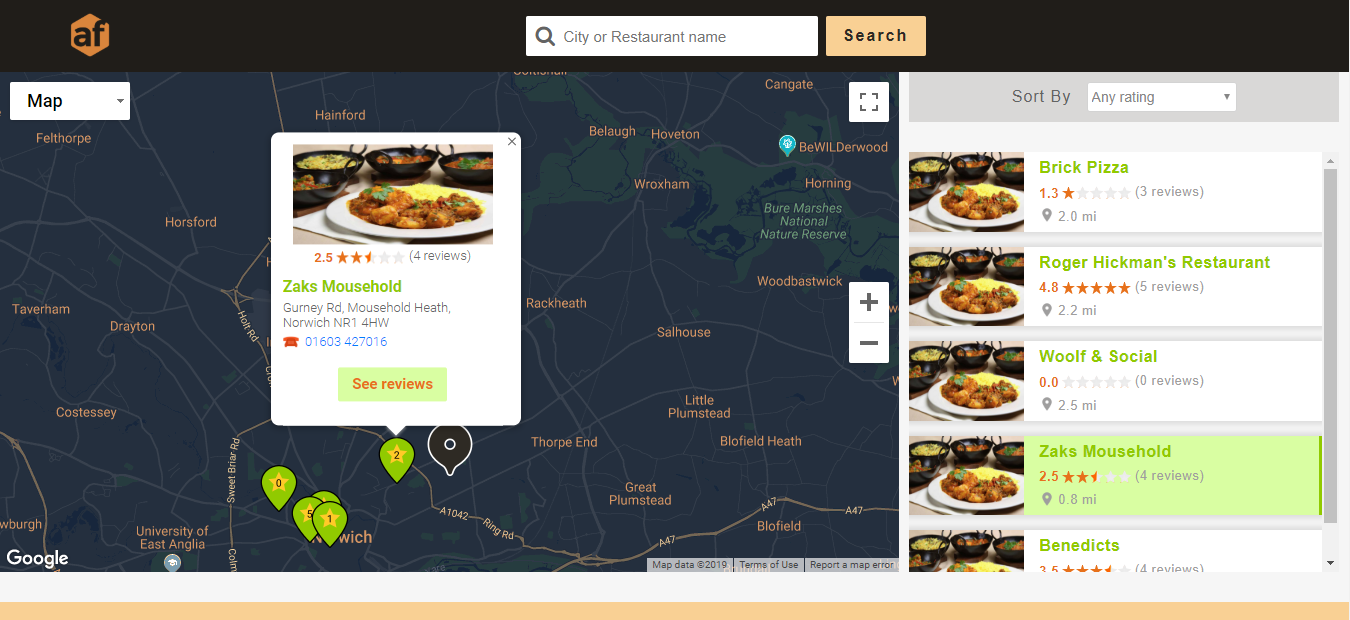 af
City or Restaurant name
Search
Map
Hainford
Felthorpe
Horsford
Taverham
Drayton
Holt Rd
Costessey
Sweet Briar Rd
University of
East Anglia
Google
2.5 (4 reviews)
Zaks Mousehold
Gurney Rd, Mousehold Heath,
Norwich NR1 4HW
01603 427016
See reviews
2
0
5
1
A1042
Ring Rd
Cangate
Belaugh
Hoveton
BeWILDerwood
Wroxham
Horning
Bure Marshes
National
Nature Reserve
Woodbastwick
Rackheath
Salhouse
Little
Plumstead
Thorpe End
Blofield Heath
Great
Plumstead
A47
A47
Blofield
A47
Map data ©2019
Terms of Use
Report a map error
Sort By
Any rating
Brick Pizza
1.3 (3 reviews)
2.0 mi
Roger Hickman's Restaurant
4.8 (5 reviews)
2.2 mi
Woolf & Social
0.0 (0 reviews)
2.5 mi
Zaks Mousehold
2.5 (4 reviews)
0.8 mi
Benedicts
3.5 (4 reviews)